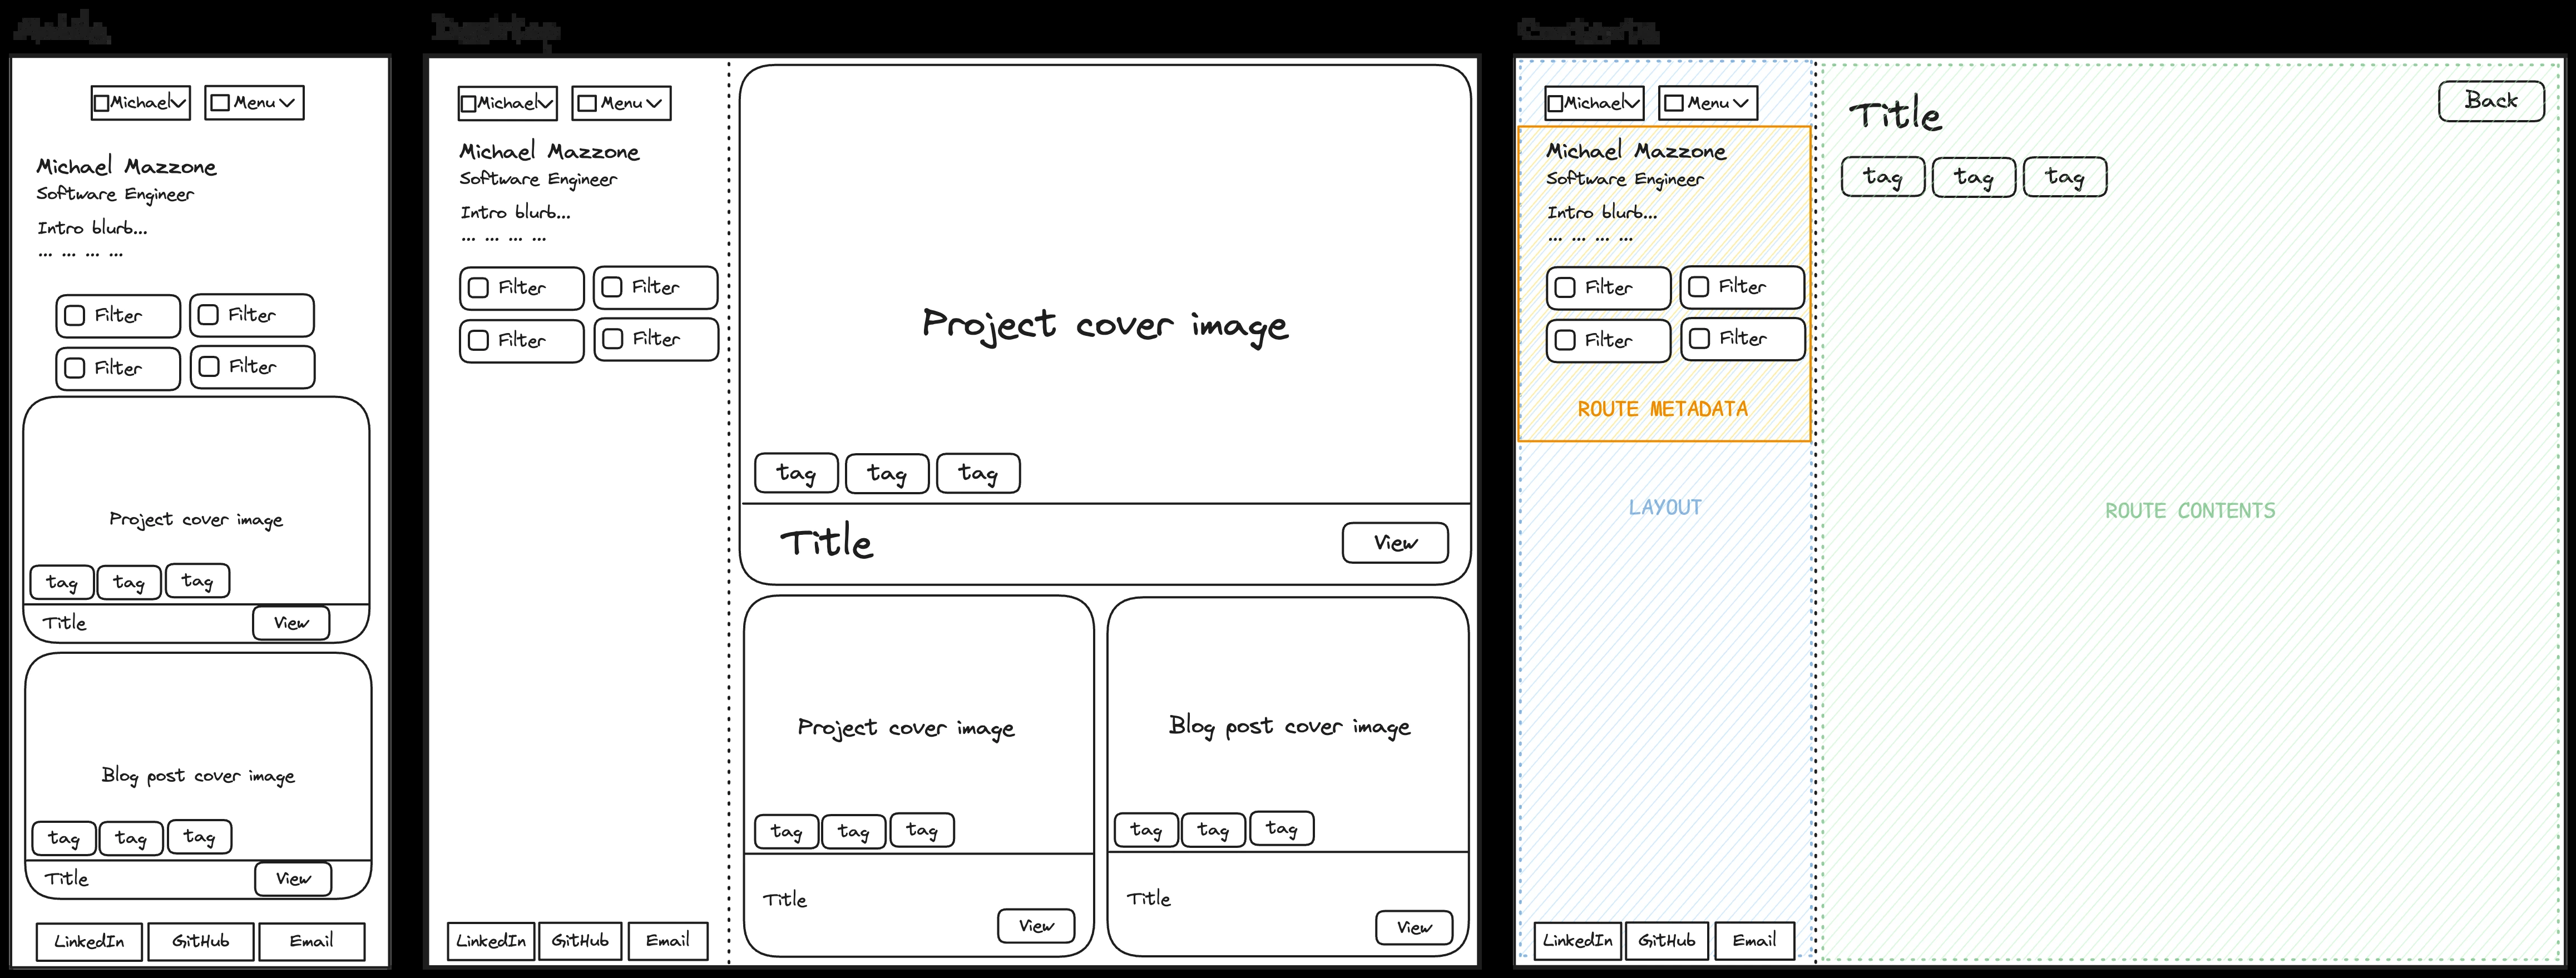 Mobile
Michael Menu
Michael Mazzone
Software Engineer
Intro blurb...
... ... ... ...
Filter Filter
Filter Filter
Project cover image
tag tag tag
Title View
Blog post cover image
tag tag tag
Title View
LinkedIn GitHub Email
Desktop
Michael Menu
Michael Mazzone
Software Engineer
Intro blurb...
... ... ... ...
Filter Filter
Filter Filter
LinkedIn GitHub Email
Project cover image
tag tag tag
Title View
Project cover image
tag tag tag
Title
View
Blog post cover image
tag tag tag
Title
View
Michael Menu
Michael Mazzone
Software Engineer
Intro blurb...
... ... ... ...
Filter Filter
Filter Filter
ROUTE METADATA
LAYOUT
LinkedIn GitHub Email
Back
Title
tag tag tag
ROUTE CONTENTS